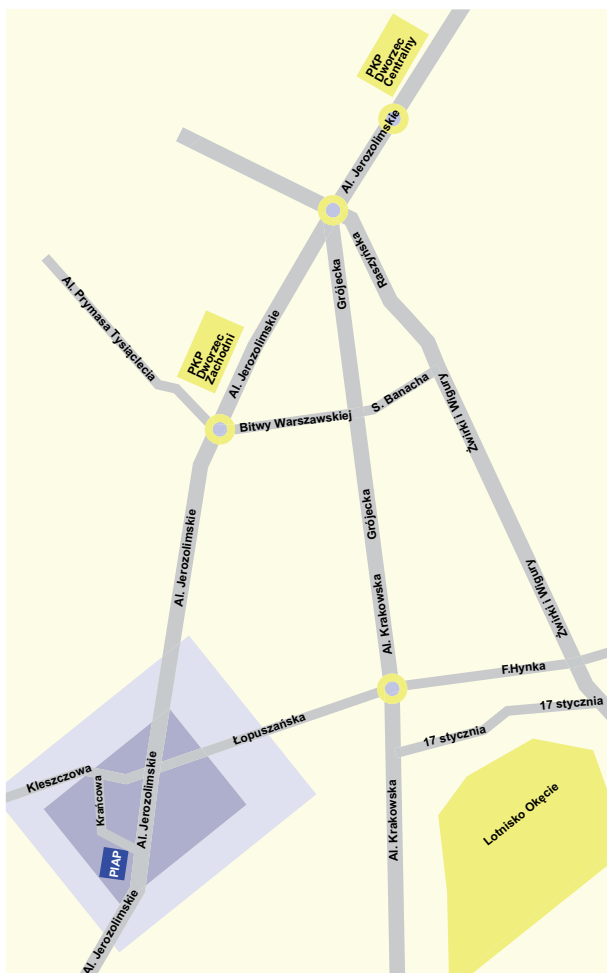 PKP
Dworzec
Centralny
Al. Jerozolimskie
Raszyńska
Grójecka
Al. Prymasa Tysiąclecia
PKP
Dworzec
Zachodni
Al. Jerozolimskie
S. Banacha
Bitwy Warszawskiej
Żwirki i Wigury
Grójecka
Al. Jerozolimskie
Al. Krakowska
Żwirki i Wigury
F.Hynka
17 stycznia
17 stycznia
Łopuszańska
Kleszczowa
Krańcowa
Al. Jerozolimskie
Al. Krakowska
Lotnisko Okęcie
PIAP
Al. Jerozolimskie